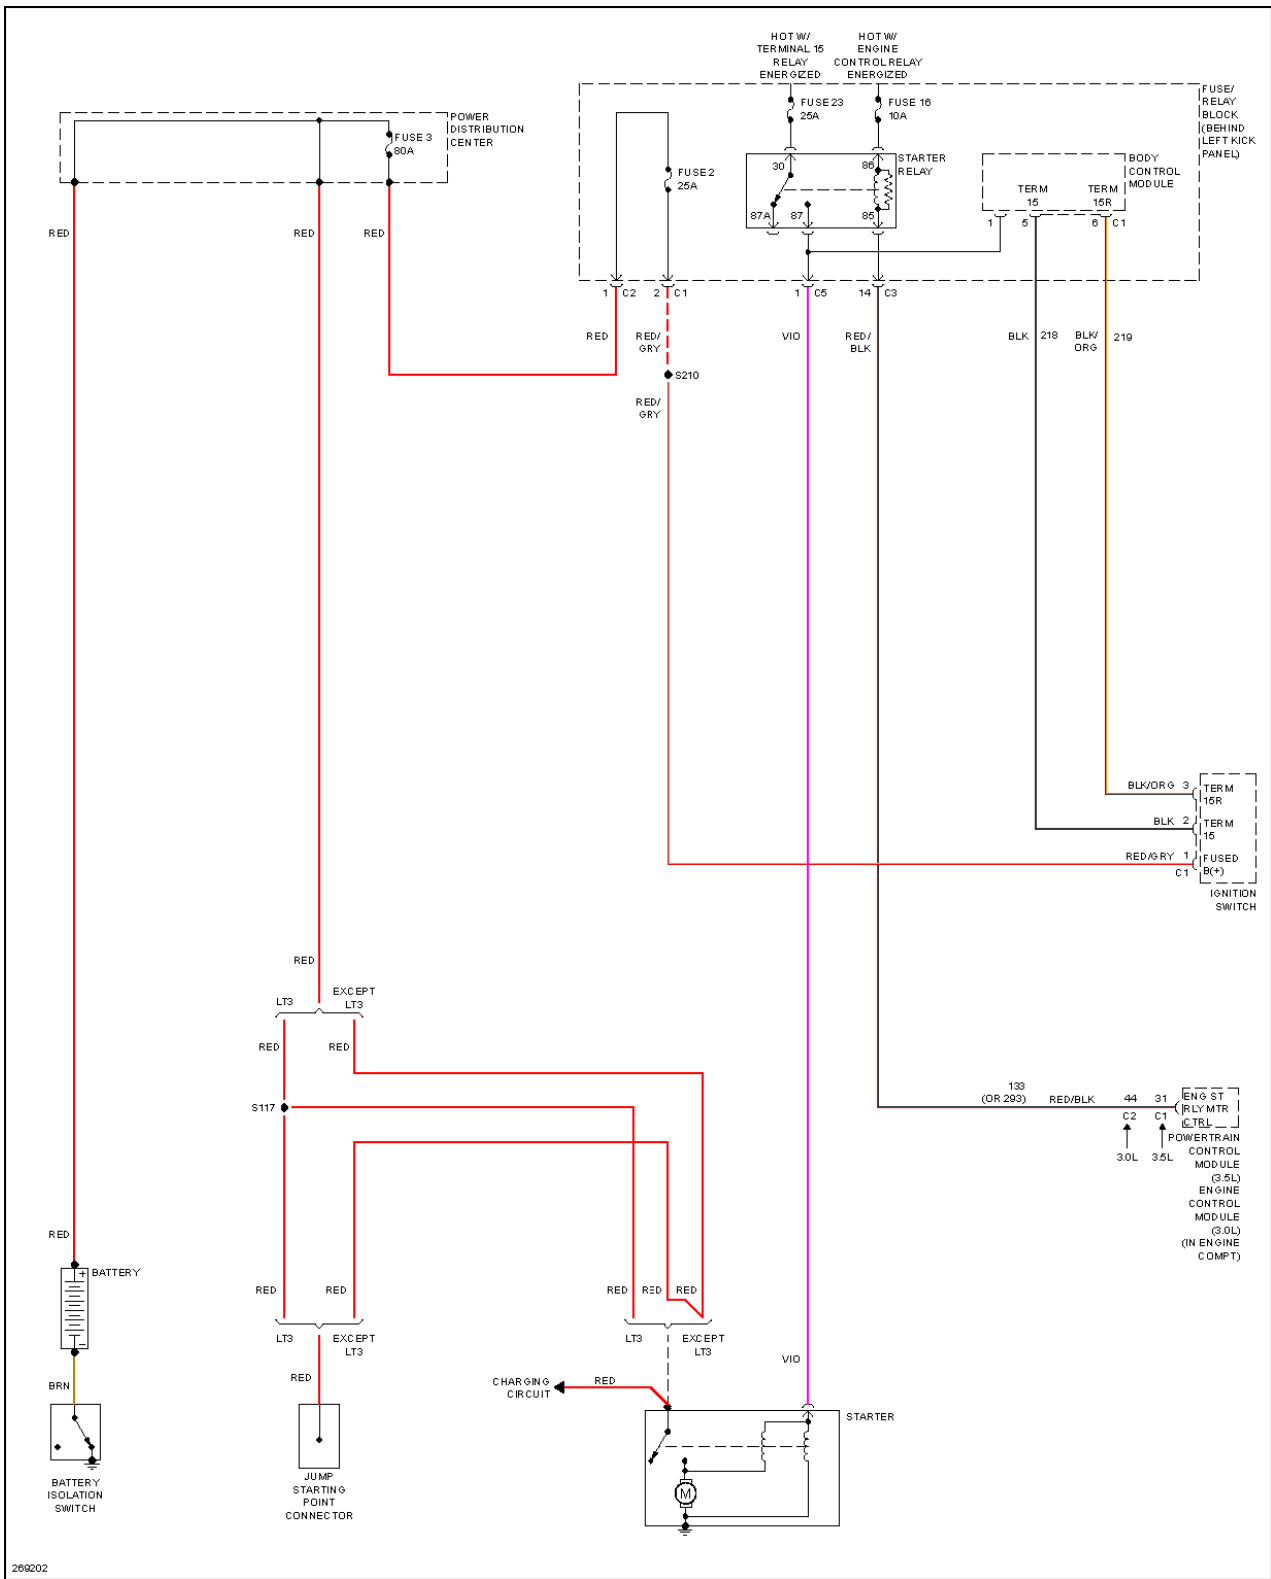 HOT W/
TERMINAL 15
RELAY
ENERGIZED
HOT W/
ENGINE
CONTROL RELAY
ENERGIZED
FUSE/
RELAY
BLOCK
(BEHIND
LEFT KICK
PANEL)
POWER
DISTRIBUTION
CENTER
FUSE 3
80A
FUSE 2
25A
FUSE 23
25A
FUSE 16
10A
STARTER
RELAY
30
86
87A
87
85
BODY
CONTROL
MODULE
TERM
15
TERM
15R
1
5
6
C1
RED
RED
RED
1
C2
2
C1
1
C5
14
C3
RED
RED/
GRY
VIO
RED/
BLK
BLK
218
BLK/
ORG
219
S210
RED/
GRY
BLK/ORG
3
TERM
15R
BLK
2
TERM
15
RED/GRY
1
C1
FUSED
B(+)
IGNITION
SWITCH
RED
LT3
EXCEPT
LT3
RED
RED
S117
133
(OR 293)
RED/BLK
44
31
C2
C1
3.0L
3.5L
ENG ST
RLY MTR
CTRL
POWERTRAIN
CONTROL
MODULE
(3.5L)
ENGINE
CONTROL
MODULE
(3.0L)
(IN ENGINE
COMPT)
RED
+
BATTERY
-
RED
RED
RED
RED
RED
LT3
EXCEPT
LT3
LT3
EXCEPT
LT3
VIO
BRN
RED
CHARGING
CIRCUIT
RED
STARTER
M
BATTERY
ISOLATION
SWITCH
JUMP
STARTING
POINT
CONNECTOR
269202